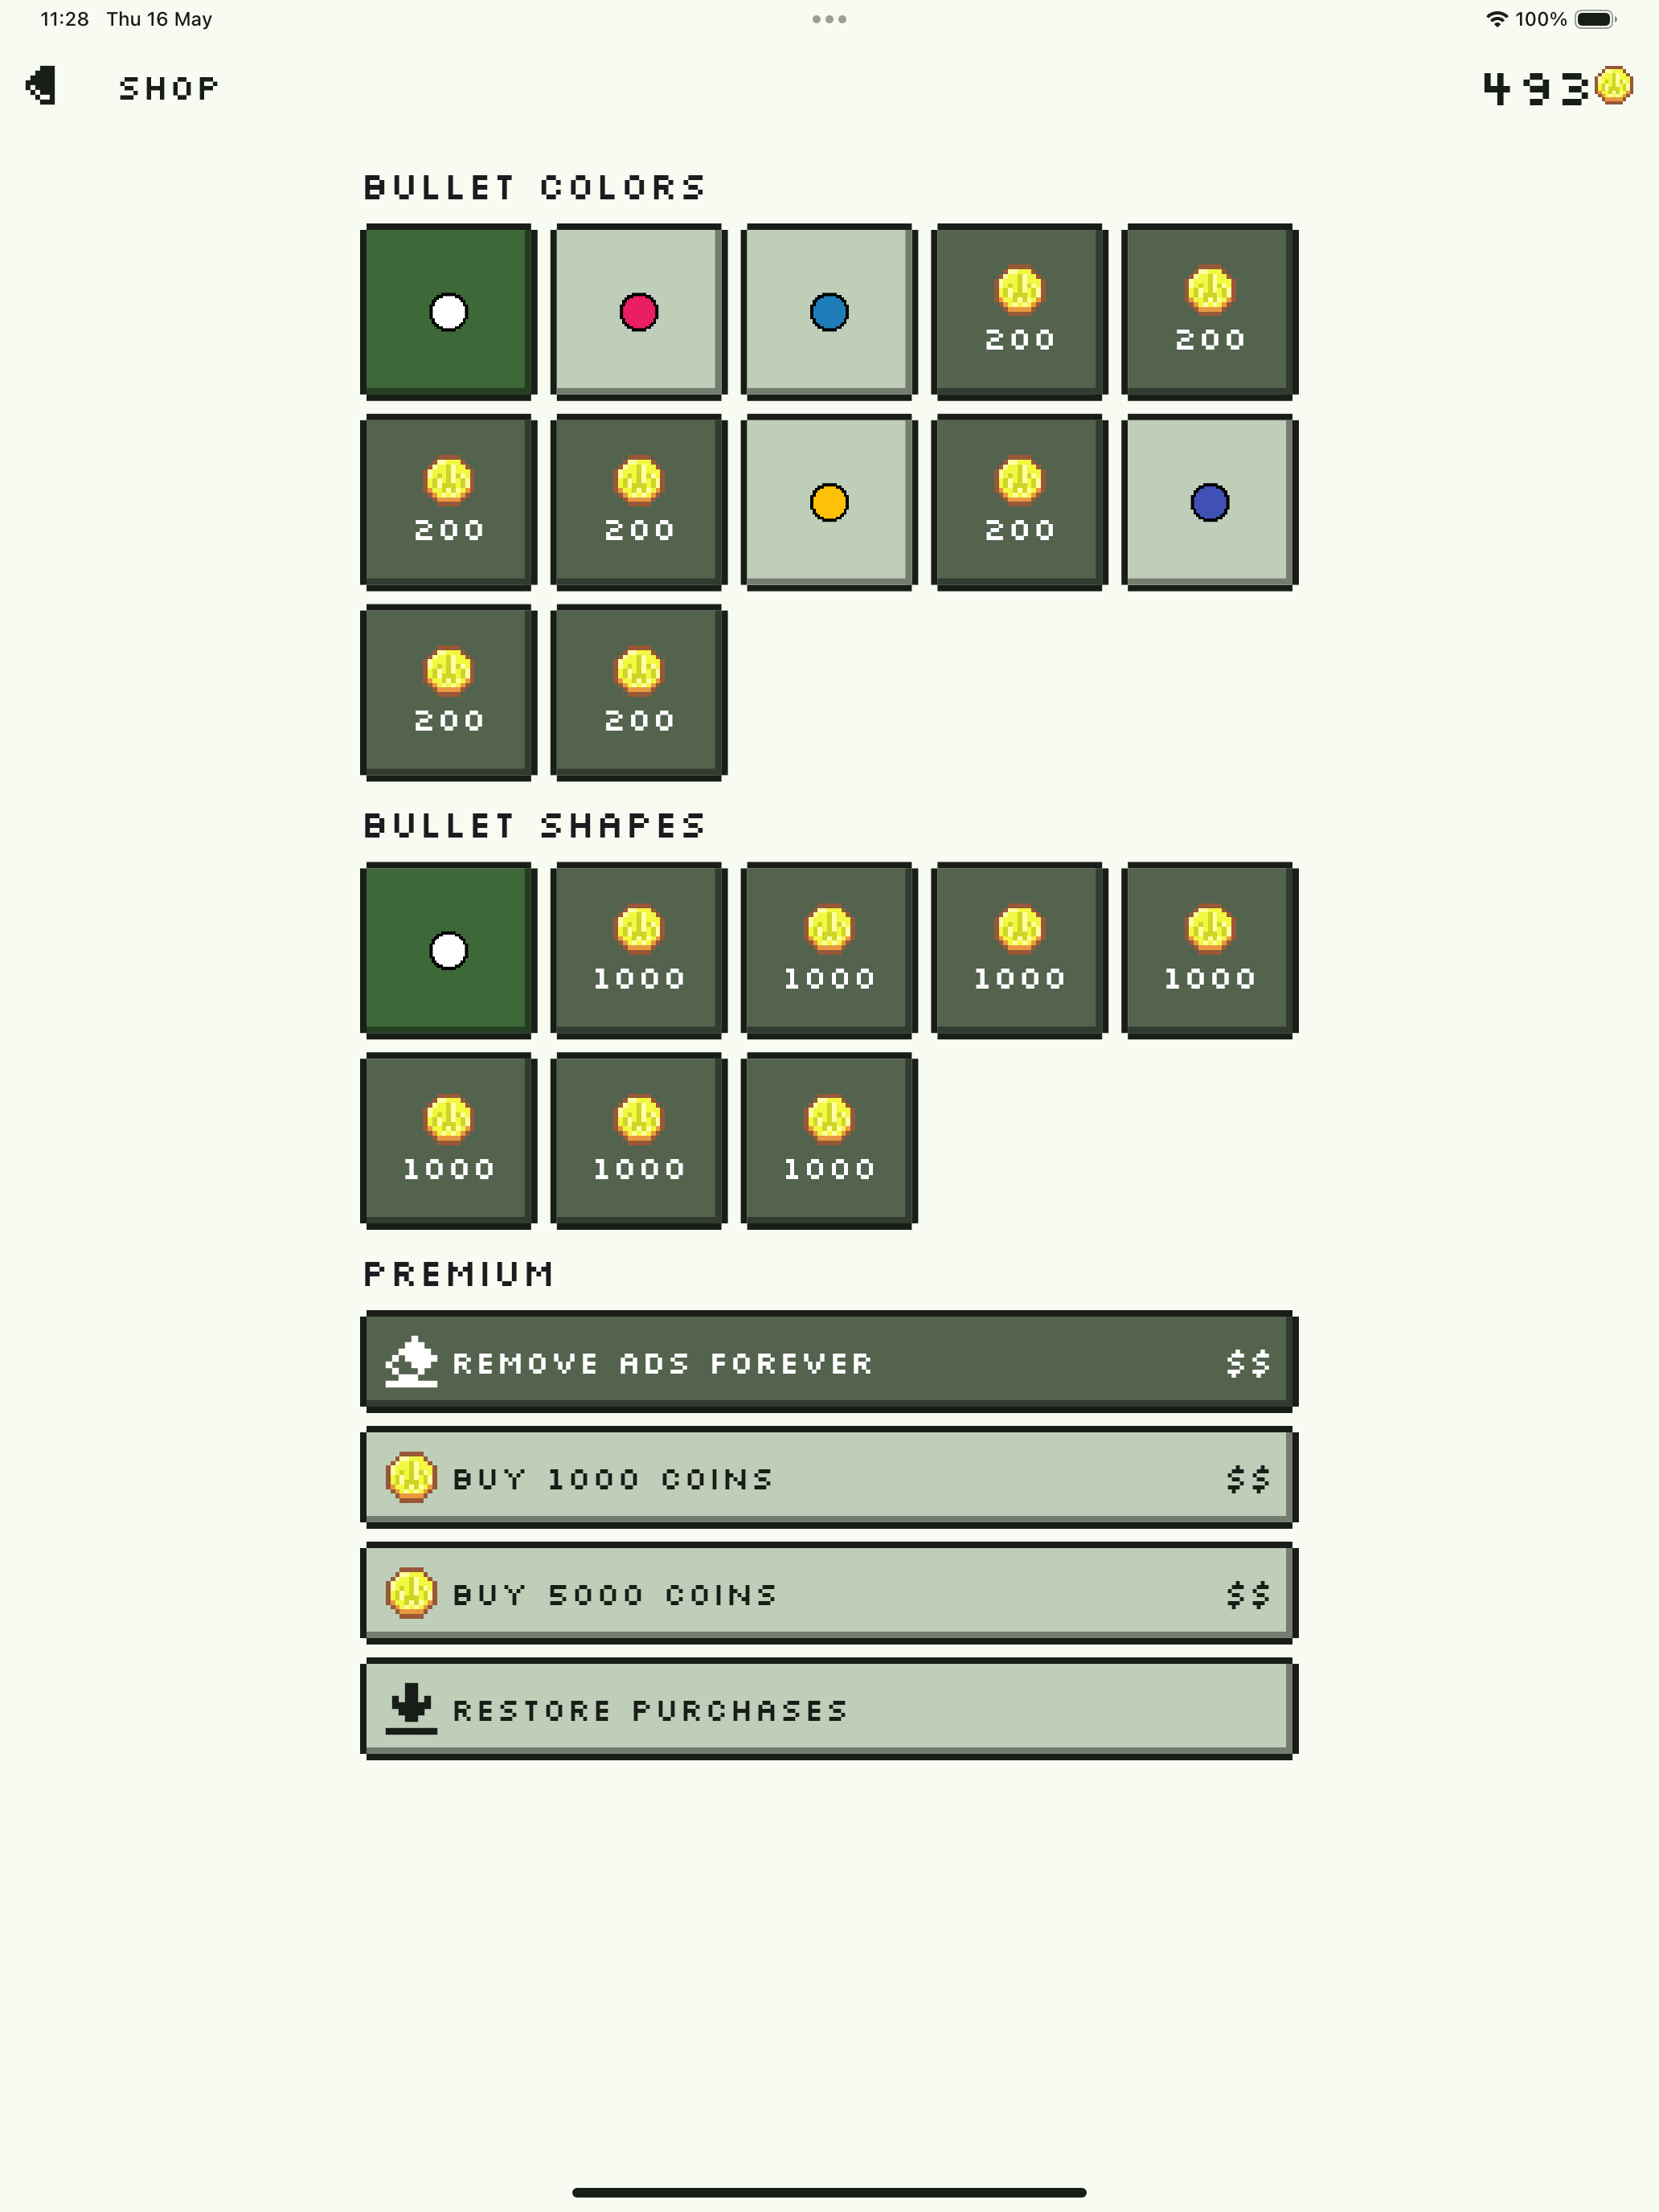 11:28 Thu 16 May 100%
SHOP 493
BULLET COLORS
200 200
200 200 200
200 200
BULLET SHAPES
1000 1000 1000 1000
1000 1000 1000
PREMIUM
REMOVE ADS FOREVER $$
BUY 1000 COINS $$
BUY 5000 COINS $$
RESTORE PURCHASES